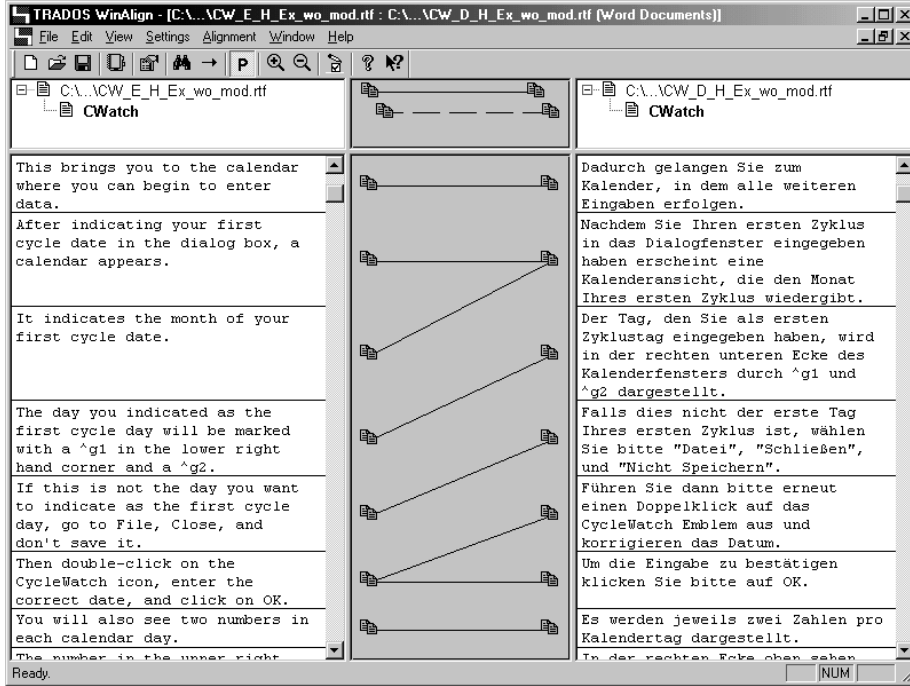 TRADOS WinAlign - [C:\...\CW_E_H_Ex_wo_mod.rtf : C:\...\CW_D_H_Ex_wo_mod.rtf (Word Documents)]
File Edit View Settings Alignment Window Help
P
C:\...\CW_E_H_Ex_wo_mod.rtf
CWatch
C:\...\CW_D_H_Ex_wo_mod.rtf
CWatch
This brings you to the calendar
where you can begin to enter
data.
After indicating your first
cycle date in the dialog box, a
calendar appears.
It indicates the month of your
first cycle date.
The day you indicated as the
first cycle day will be marked
with a ^g1 in the lower right
hand corner and a ^g2.
If this is not the day you want
to indicate as the first cycle
day, go to File, Close, and
don't save it.
Then double-click on the
CycleWatch icon, enter the
correct date, and click on OK.
You will also see two numbers in
each calendar day.
The number in the upper right
Dadurch gelangen Sie zum
Kalender, in dem alle weiteren
Eingaben erfolgen.
Nachdem Sie Ihren ersten Zyklus
in das Dialogfenster eingegeben
haben erscheint eine
Kalenderansicht, die den Monat
Ihres ersten Zyklus wiedergibt.
Der Tag, den Sie als ersten
Zyklustag eingegeben haben, wird
in der rechten unteren Ecke des
Kalenderfensters durch ^g1 und
^g2 dargestellt.
Falls dies nicht der erste Tag
Ihres ersten Zyklus ist, wählen
Sie bitte "Datei", "Schließen",
und "Nicht Speichern".
Führen Sie dann bitte erneut
einen Doppelklick auf das
CycleWatch Emblem aus und
korrigieren das Datum.
Um die Eingabe zu bestätigen
klicken Sie bitte auf OK.
Es werden jeweils zwei Zahlen pro
Kalendertag dargestellt.
In der rechten Ecke oben sehen
Ready.
NUM